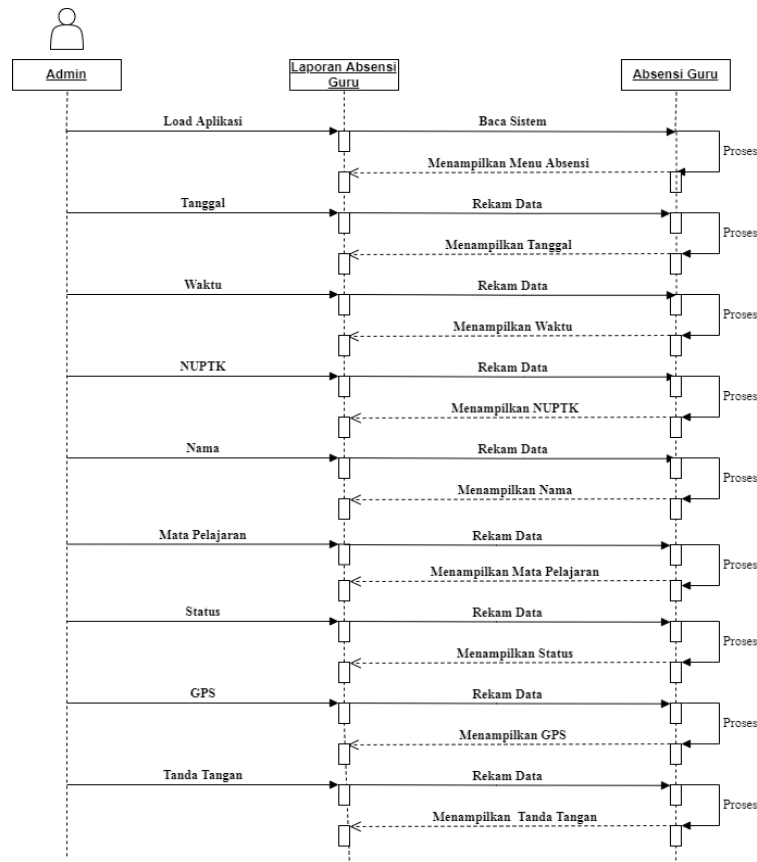 Admin
Laporan Absensi
Guru
Absensi Guru
Load Aplikasi
Baca Sistem
Proses
Menampilkan Menu Absensi
Tanggal
Rekam Data
Proses
Menampilkan Tanggal
Waktu
Rekam Data
Proses
Menampilkan Waktu
NUPTK
Rekam Data
Proses
Menampilkan NUPTK
Nama
Rekam Data
Proses
Menampilkan Nama
Mata Pelajaran
Rekam Data
Proses
Menampilkan Mata Pelajaran
Status
Rekam Data
Proses
Menampilkan Status
GPS
Rekam Data
Proses
Menampilkan GPS
Tanda Tangan
Rekam Data
Proses
Menampilkan Tanda Tangan